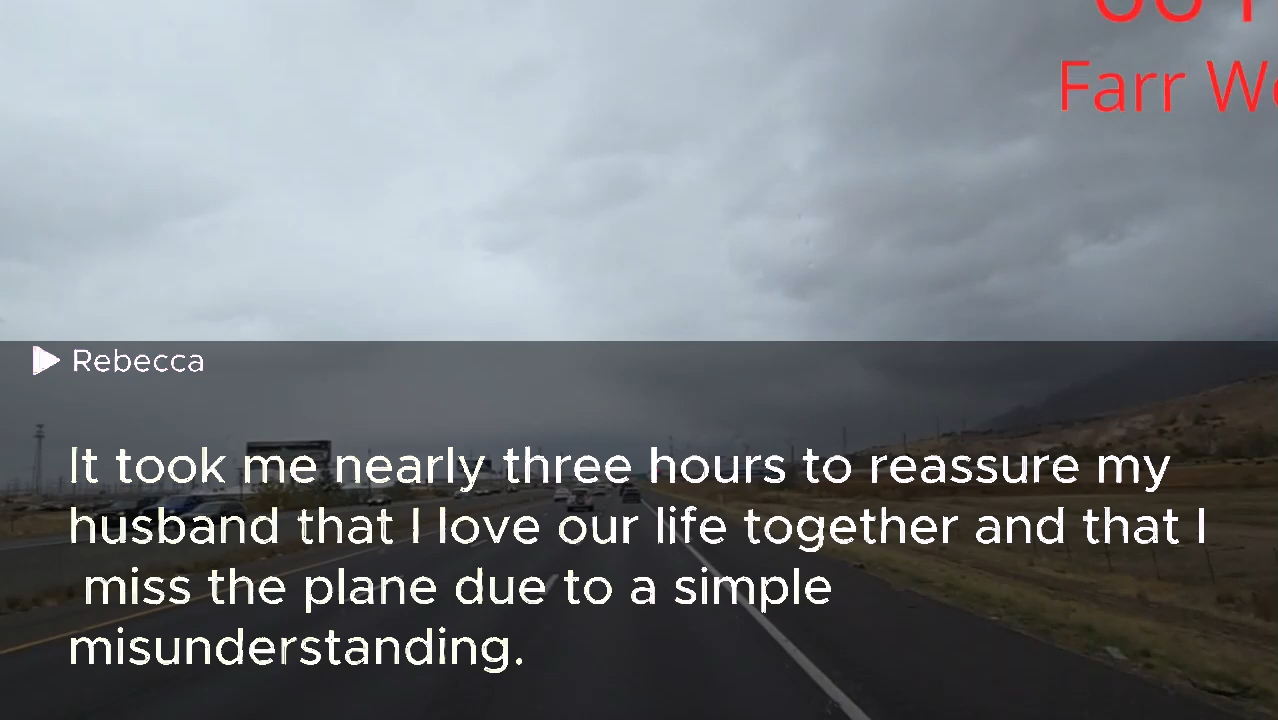 Farr
Rebecca
It took me nearly three hours to reassure my
husband that I love our life together and that I
miss the plane due to a simple
misunderstanding.